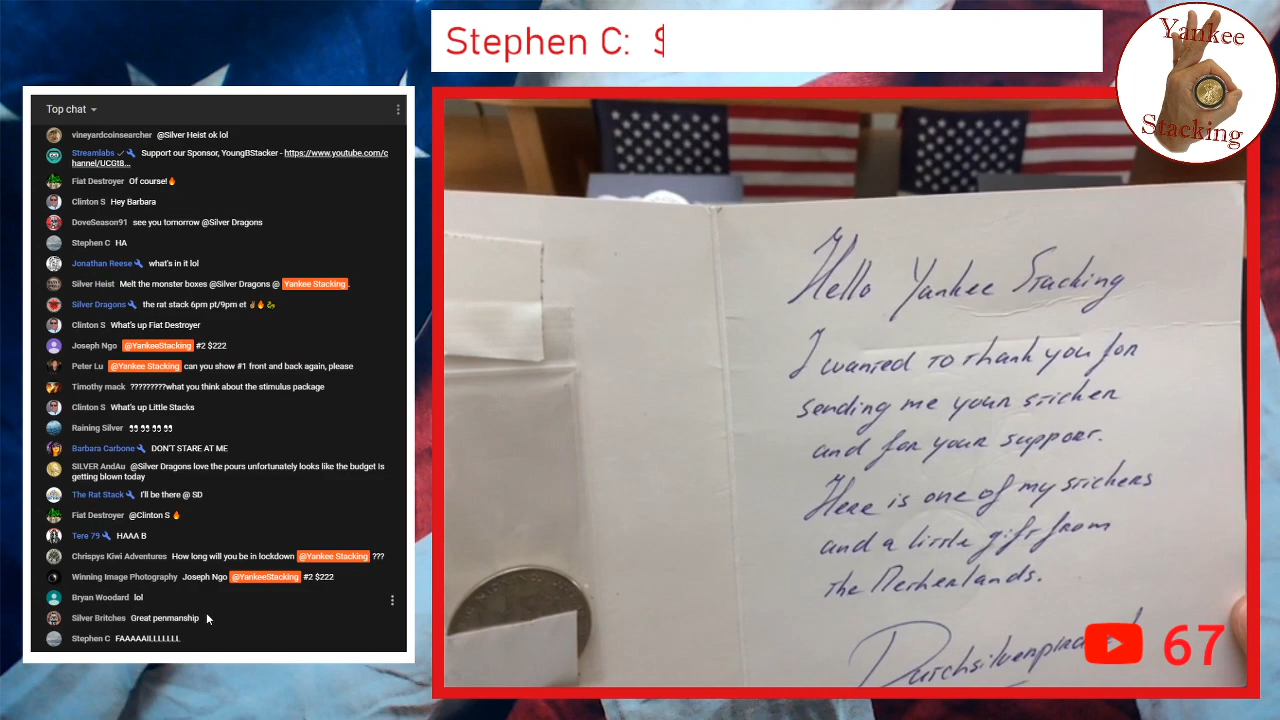 Stephen C: $
Yankee
Stacking
Top chat
vineyardcoinsearcher @Silver Heist ok lol
Streamlabs Support our Sponsor, YoungBStacker - https://www.youtube.com/c
hannel/UCGt8...
Fiat Destroyer Of course!🔥
Clinton S Hey Barbara
DoveSeason91 see you tomorrow @Silver Dragons
Stephen C HA
Jonathan Reese what's in it lol
Silver Heist Melt the monster boxes @Silver Dragons @ Yankee Stacking.
Silver Dragons the rat stack 6pm pt/9pm et ✌🔥🐍
Clinton S What's up Fiat Destroyer
Joseph Ngo @YankeeStacking #2 $222
Peter Lu @Yankee Stacking can you show #1 front and back again, please
Timothy mack ?????????what you think about the stimulus package
Clinton S What's up Little Stacks
Raining Silver
Barbara Carbone DON'T STARE AT ME
SILVER AndAu @Silver Dragons love the pours unfortunately looks like the budget is
getting blown today
The Rat Stack I'll be there @ SD
Fiat Destroyer @Clinton S 🔥
Tere 79 HAAA B
Chrispys Kiwi Adventures How long will you be in lockdown @Yankee Stacking ???
Winning Image Photography Joseph Ngo @YankeeStacking #2 $222
Bryan Woodard lol
Silver Britches Great penmanship
Stephen C FAAAAAILLLLLLL
Hello Yankee Stacking
I wanted to thank you for
sending me your sticker
and for your support.
Here is one of my stickers
and a little gift from
the Netherlands.
67